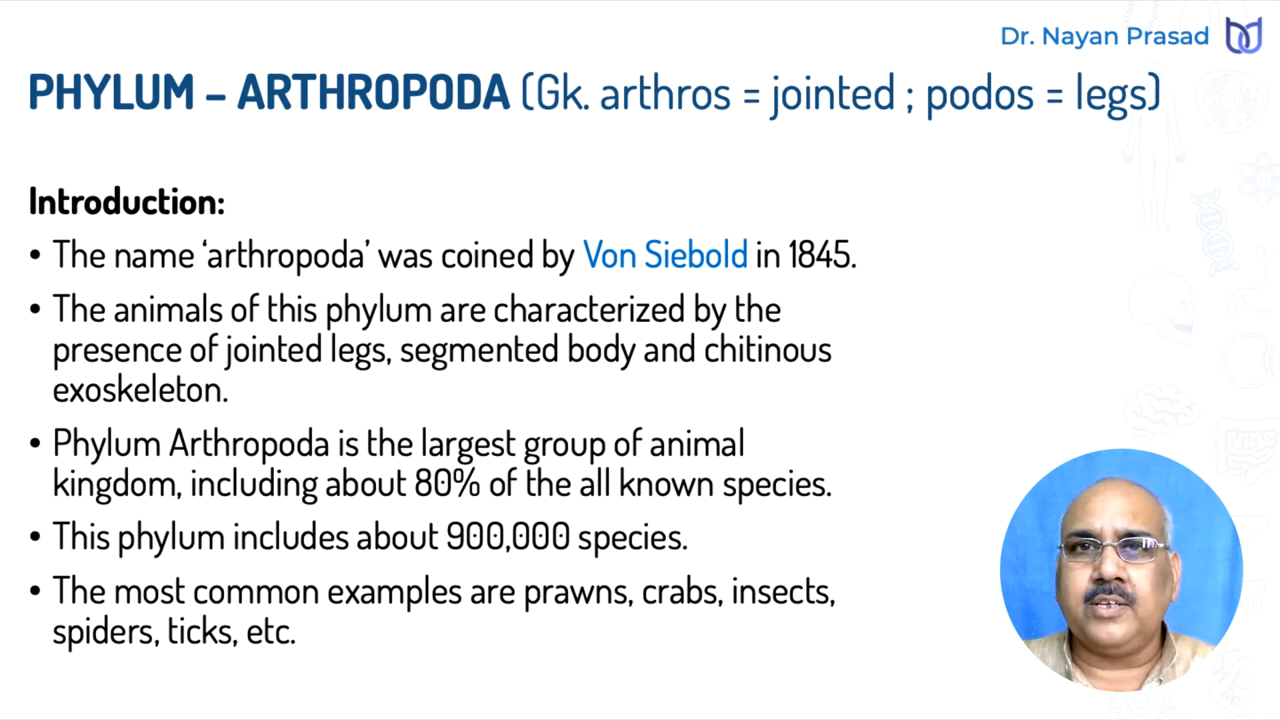 Dr. Nayan Prasad
PHYLUM – ARTHROPODA (Gk. arthros = jointed ; podos = legs)
Introduction:
• The name ‘arthropoda’ was coined by Von Siebold in 1845.
• The animals of this phylum are characterized by the
presence of jointed legs, segmented body and chitinous
exoskeleton.
• Phylum Arthropoda is the largest group of animal
kingdom, including about 80% of the all known species.
• This phylum includes about 900,000 species.
• The most common examples are prawns, crabs, insects,
spiders, ticks, etc.